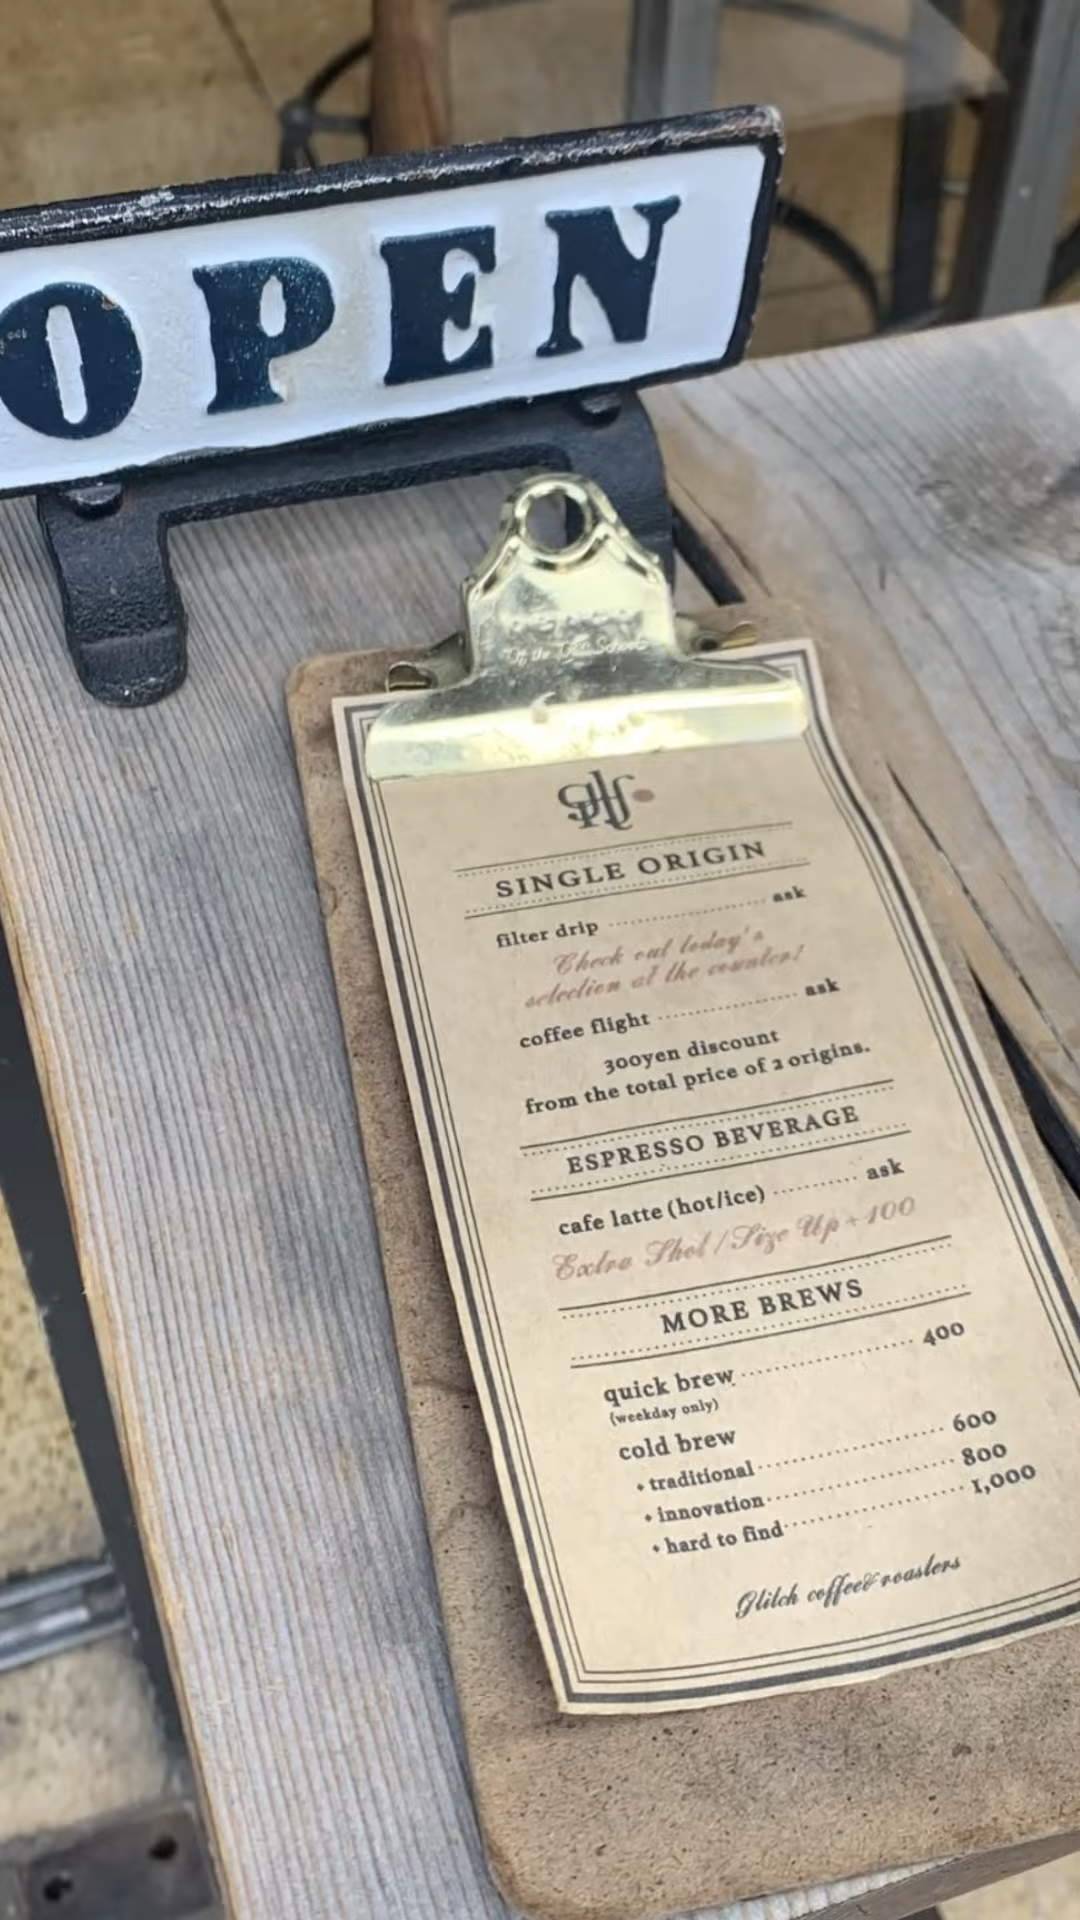 OPEN
SINGLE ORIGIN
filter drip ask
Check out today's
selection at the counter!
coffee flight ask
300yen discount
from the total price of 2 origins.
ESPRESSO BEVERAGE
cafe latte (hot/ice) ask
Extra Shot / Size Up + 100
MORE BREWS
quick brew 400
(weekday only)
cold brew
• traditional 600
• innovation 800
• hard to find 1,000
Glitch coffee & roasters